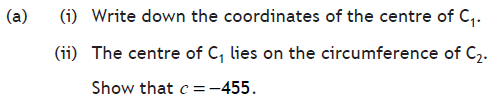 (a) (i) Write down the coordinates of the centre of C₁.
(ii) The centre of C₁ lies on the circumference of C₂.
Show that c = −455.